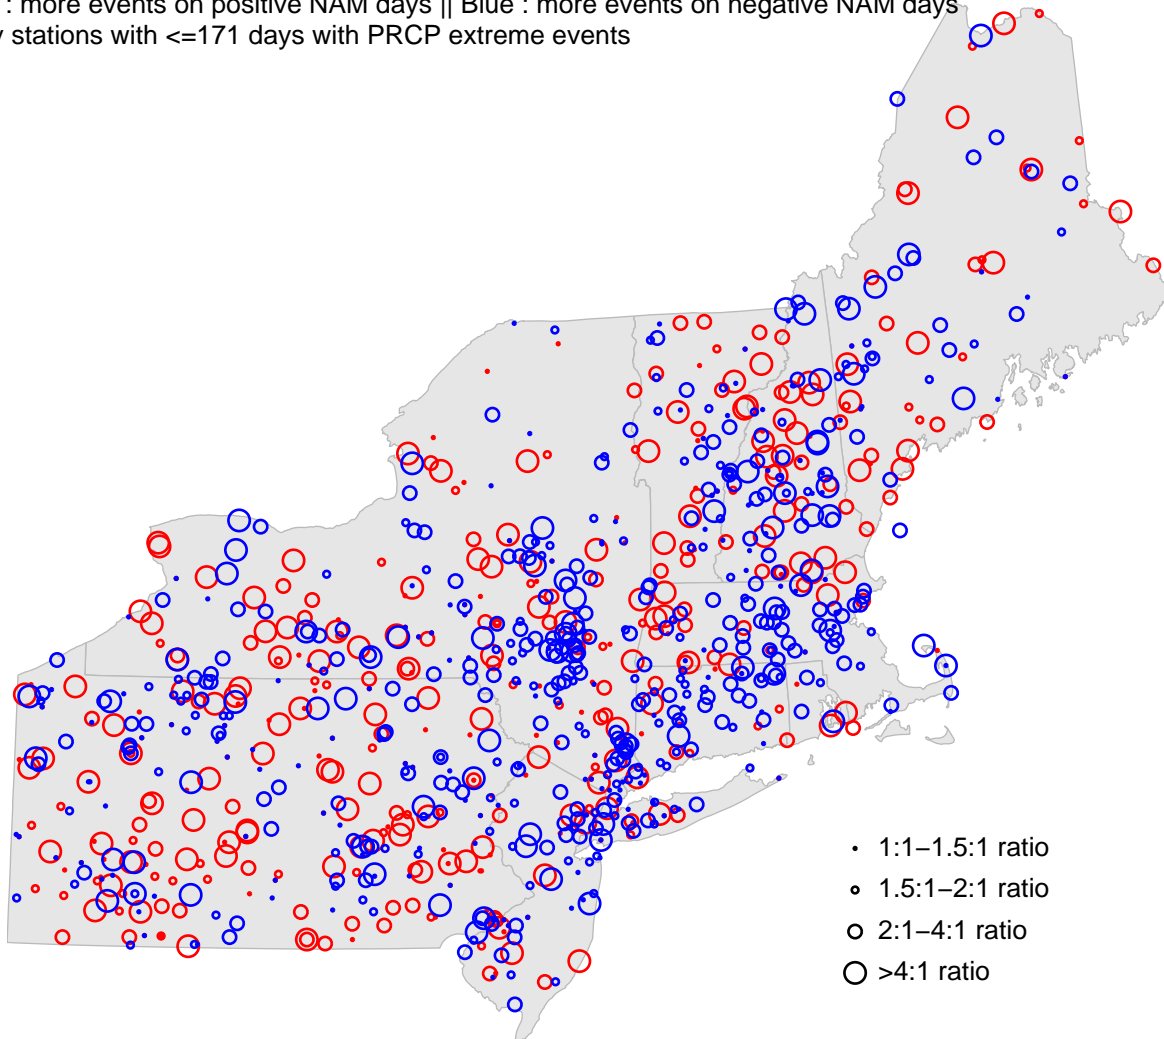 : more events on positive NAM days || Blue : more events on negative NAM days
stations with <=171 days with PRCP extreme events
1:1−1.5:1 ratio
1.5:1−2:1 ratio
2:1−4:1 ratio
>4:1 ratio